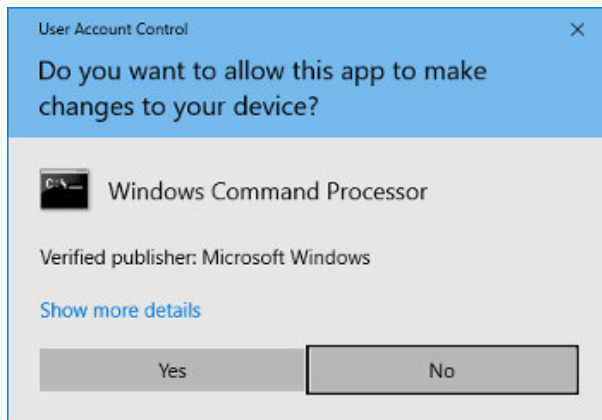 User Account Control
Do you want to allow this app to make
changes to your device?
C:\_
Windows Command Processor
Verified publisher: Microsoft Windows
Show more details
Yes
No